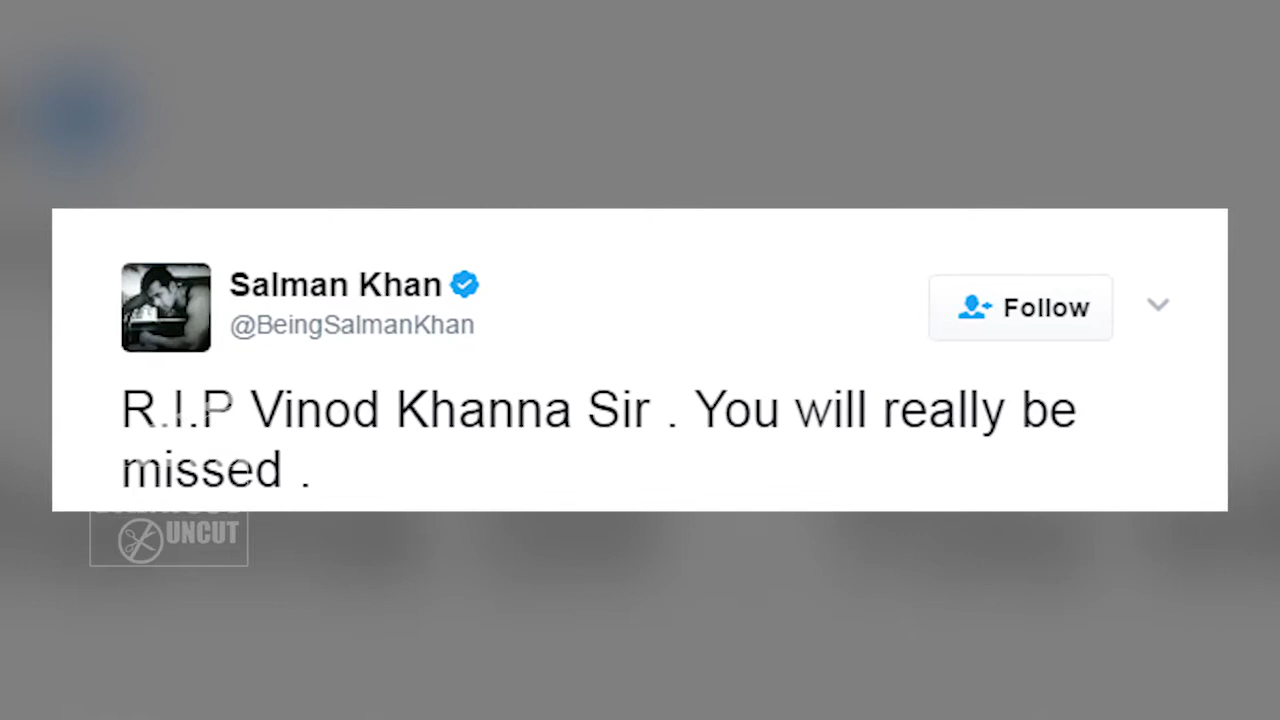 Salman Khan
@BeingSalmanKhan
Follow
R.I.P Vinod Khanna Sir . You will really be
missed .
UNCUT